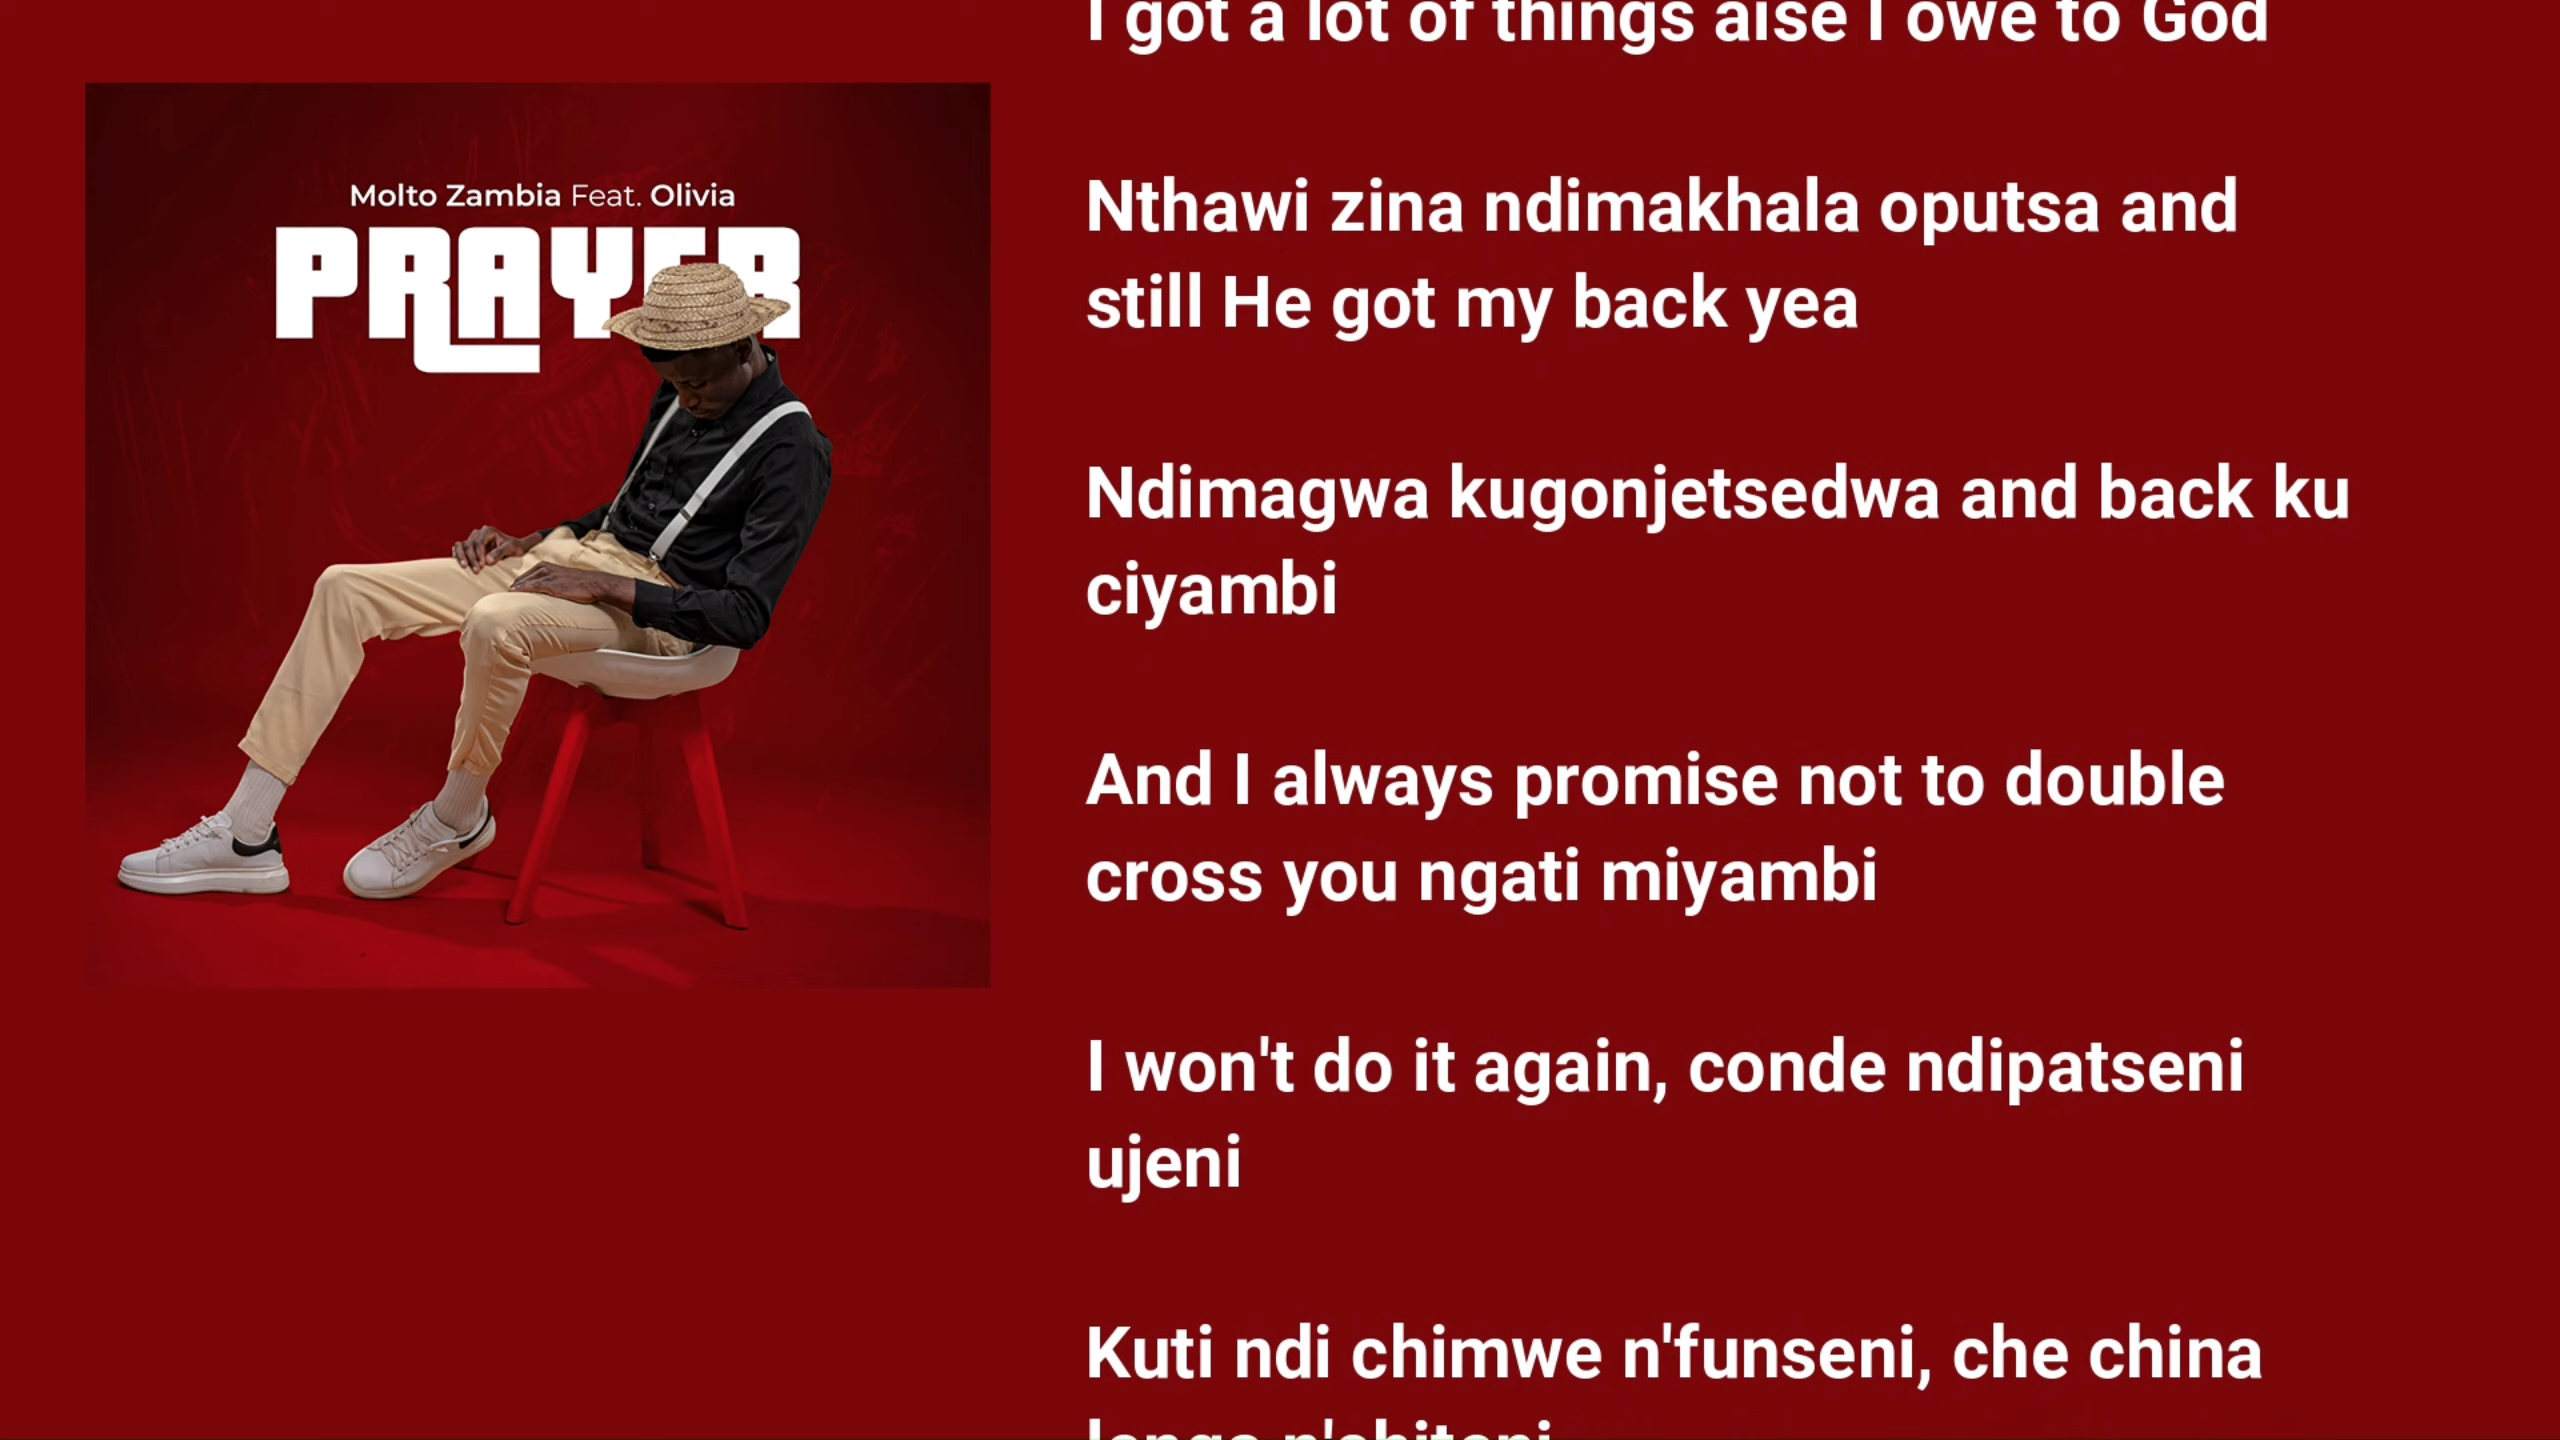 Molto Zambia Feat. Olivia
PRAYER
I got a lot of things aise I owe to God
Nthawi zina ndimakhala oputsa and
still He got my back yea
Ndimagwa kugonjetsedwa and back ku
ciyambi
And I always promise not to double
cross you ngati miyambi
I won't do it again, conde ndipatseni
ujeni
Kuti ndi chimwe n'funseni, che china